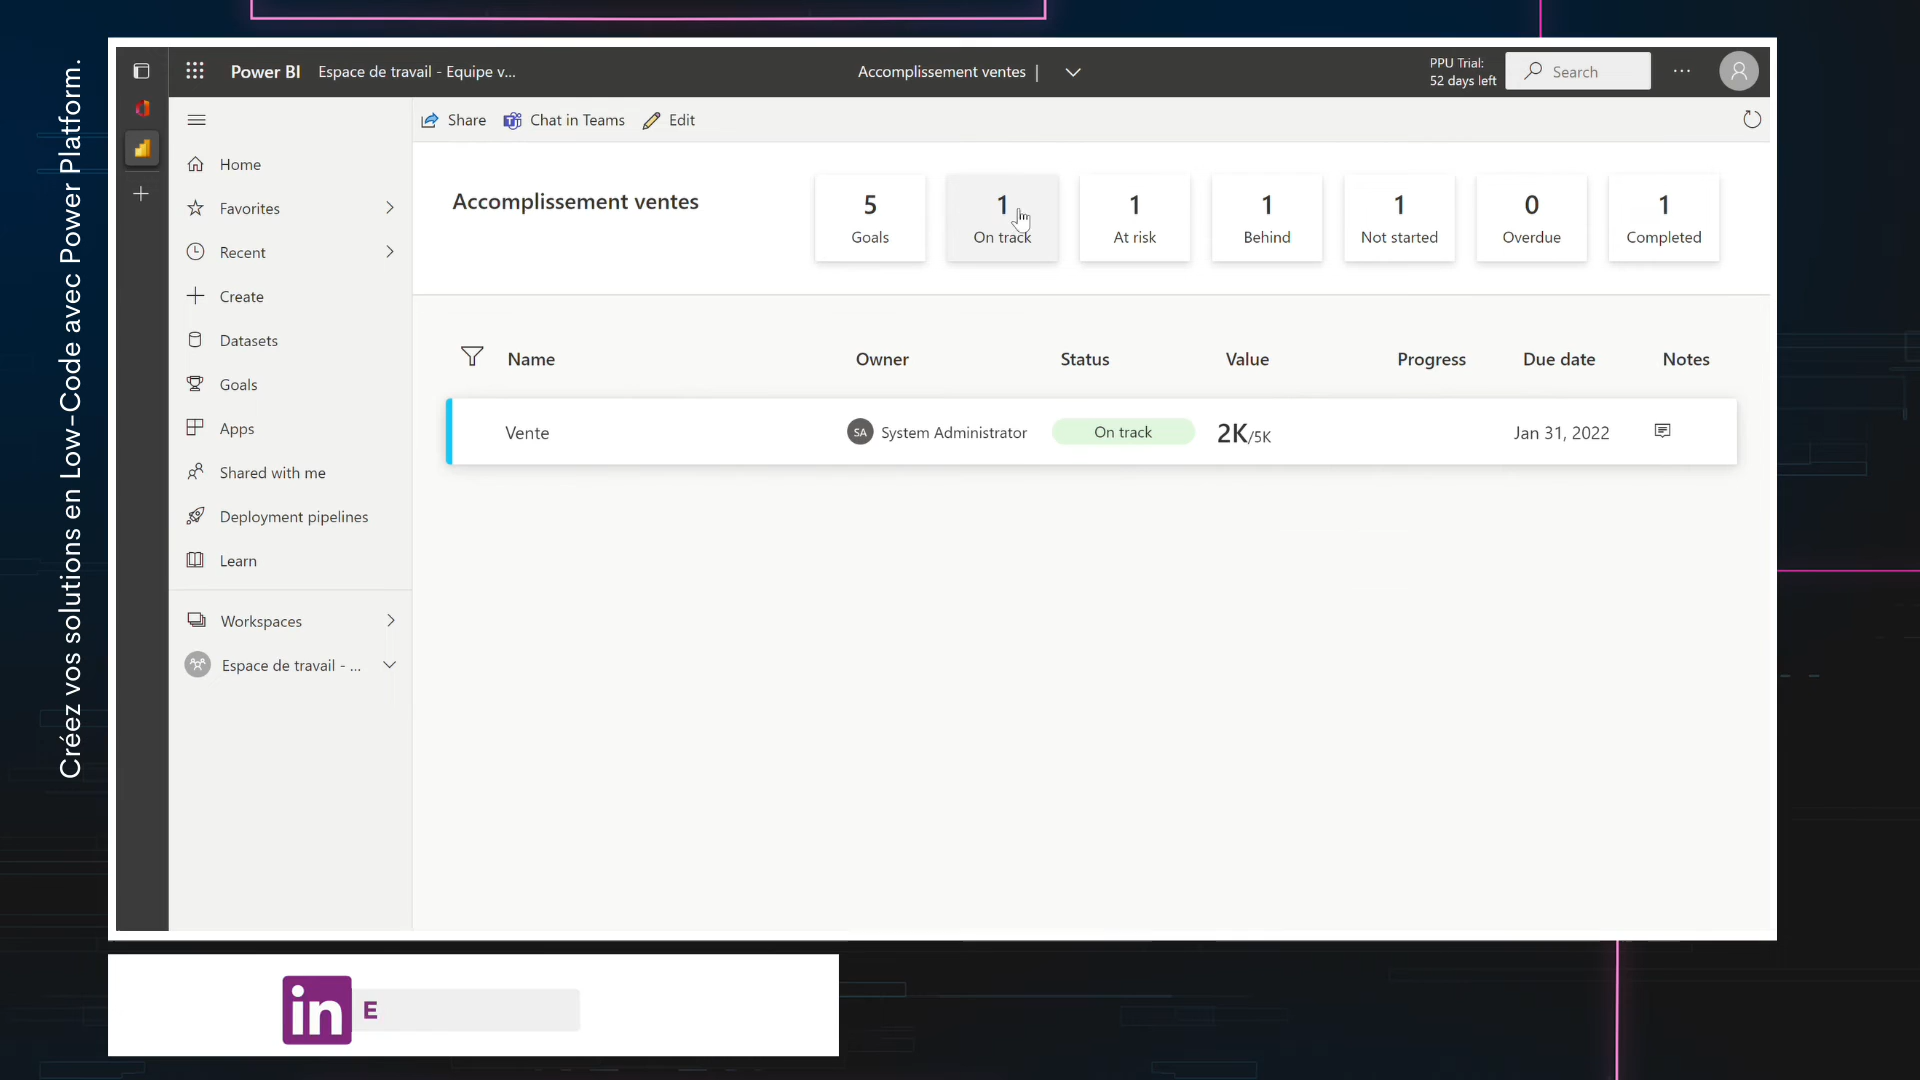 Créez vos solutions en Low-Code avec Power Platform.
Power BI Espace de travail - Equipe v...
Accomplissement ventes |
PPU Trial:
52 days left
Search
Share Chat in Teams Edit
Home
Favorites
Recent
Create
Datasets
Goals
Apps
Shared with me
Deployment pipelines
Learn
Workspaces
Espace de travail - ...
Accomplissement ventes
5
Goals
1
On track
1
At risk
1
Behind
1
Not started
0
Overdue
1
Completed
Name Owner Status Value Progress Due date Notes
Vente SA System Administrator On track 2K/5K Jan 31, 2022
in E